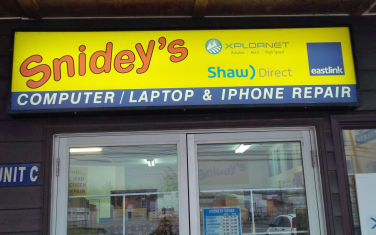 Snidey's
XPLORNET
Shaw) Direct
eastlink
COMPUTER / LAPTOP & IPHONE REPAIR
UNIT C